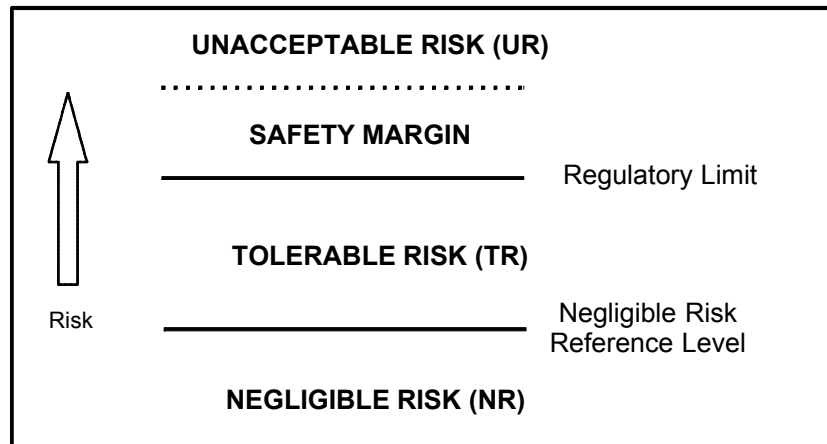 UNACCEPTABLE RISK (UR)
SAFETY MARGIN
Regulatory Limit
TOLERABLE RISK (TR)
Risk
Negligible Risk
Reference Level
NEGLIGIBLE RISK (NR)